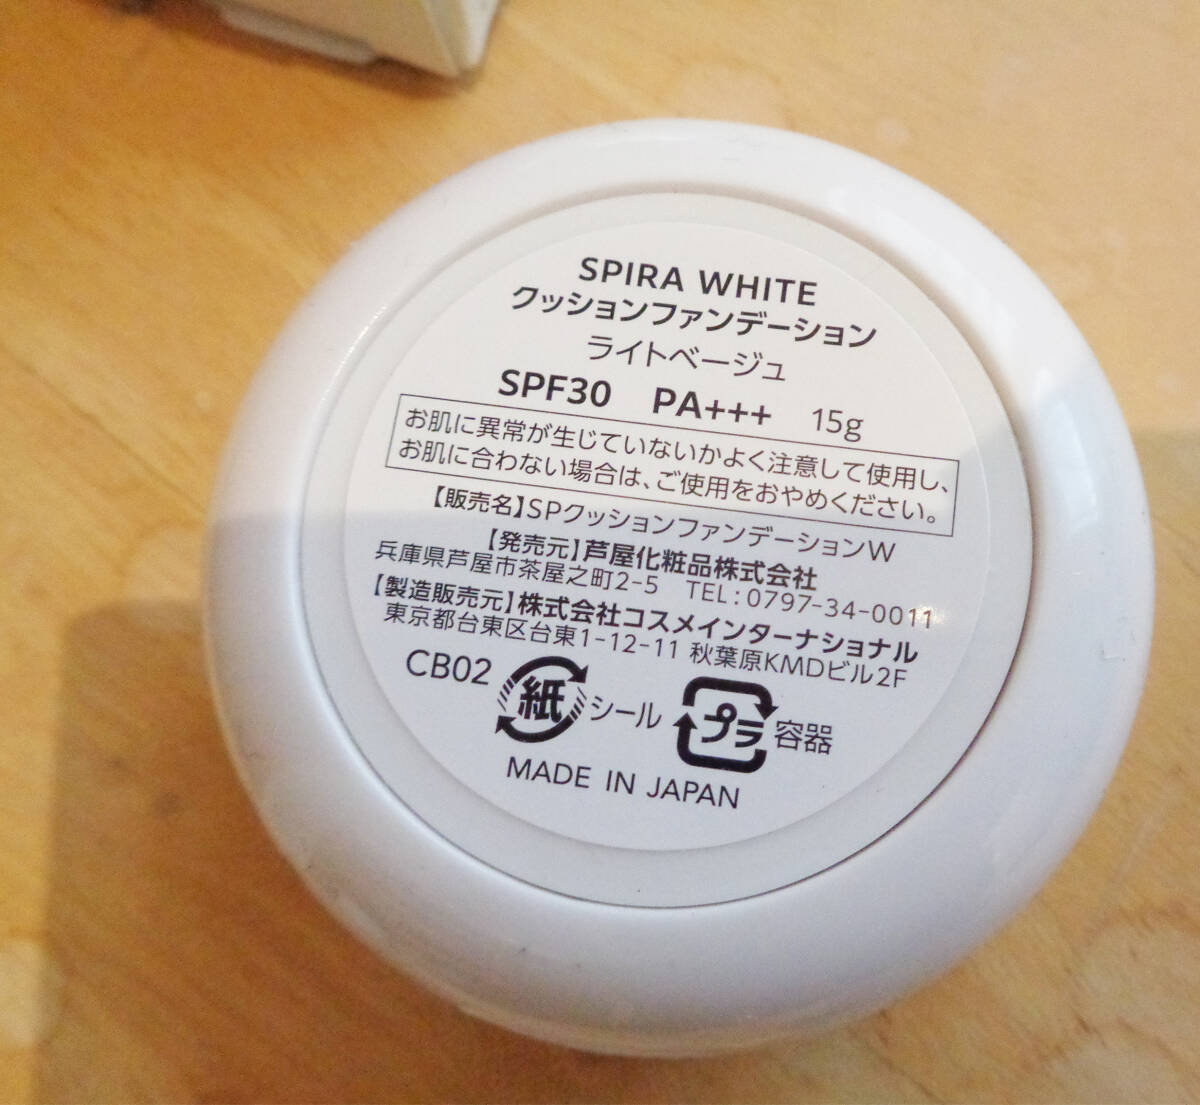 SPIRA WHITE
クッションファンデーション
ライトベージュ
SPF30 PA+++ 15g
お肌に異常が生じていないかよく注意して使用し、
お肌に合わない場合は、ご使用をおやめください。
【販売名】SPクッションファンデーションW
【発売元】芦屋化粧品株式会社
兵庫県芦屋市茶屋之町2-5 TEL:0797-34-0011
【製造販売元】株式会社コスメインターナショナル
東京都台東区台東1-12-11 秋葉原KMDビル2F
CB02 紙 シール プラ 容器
MADE IN JAPAN